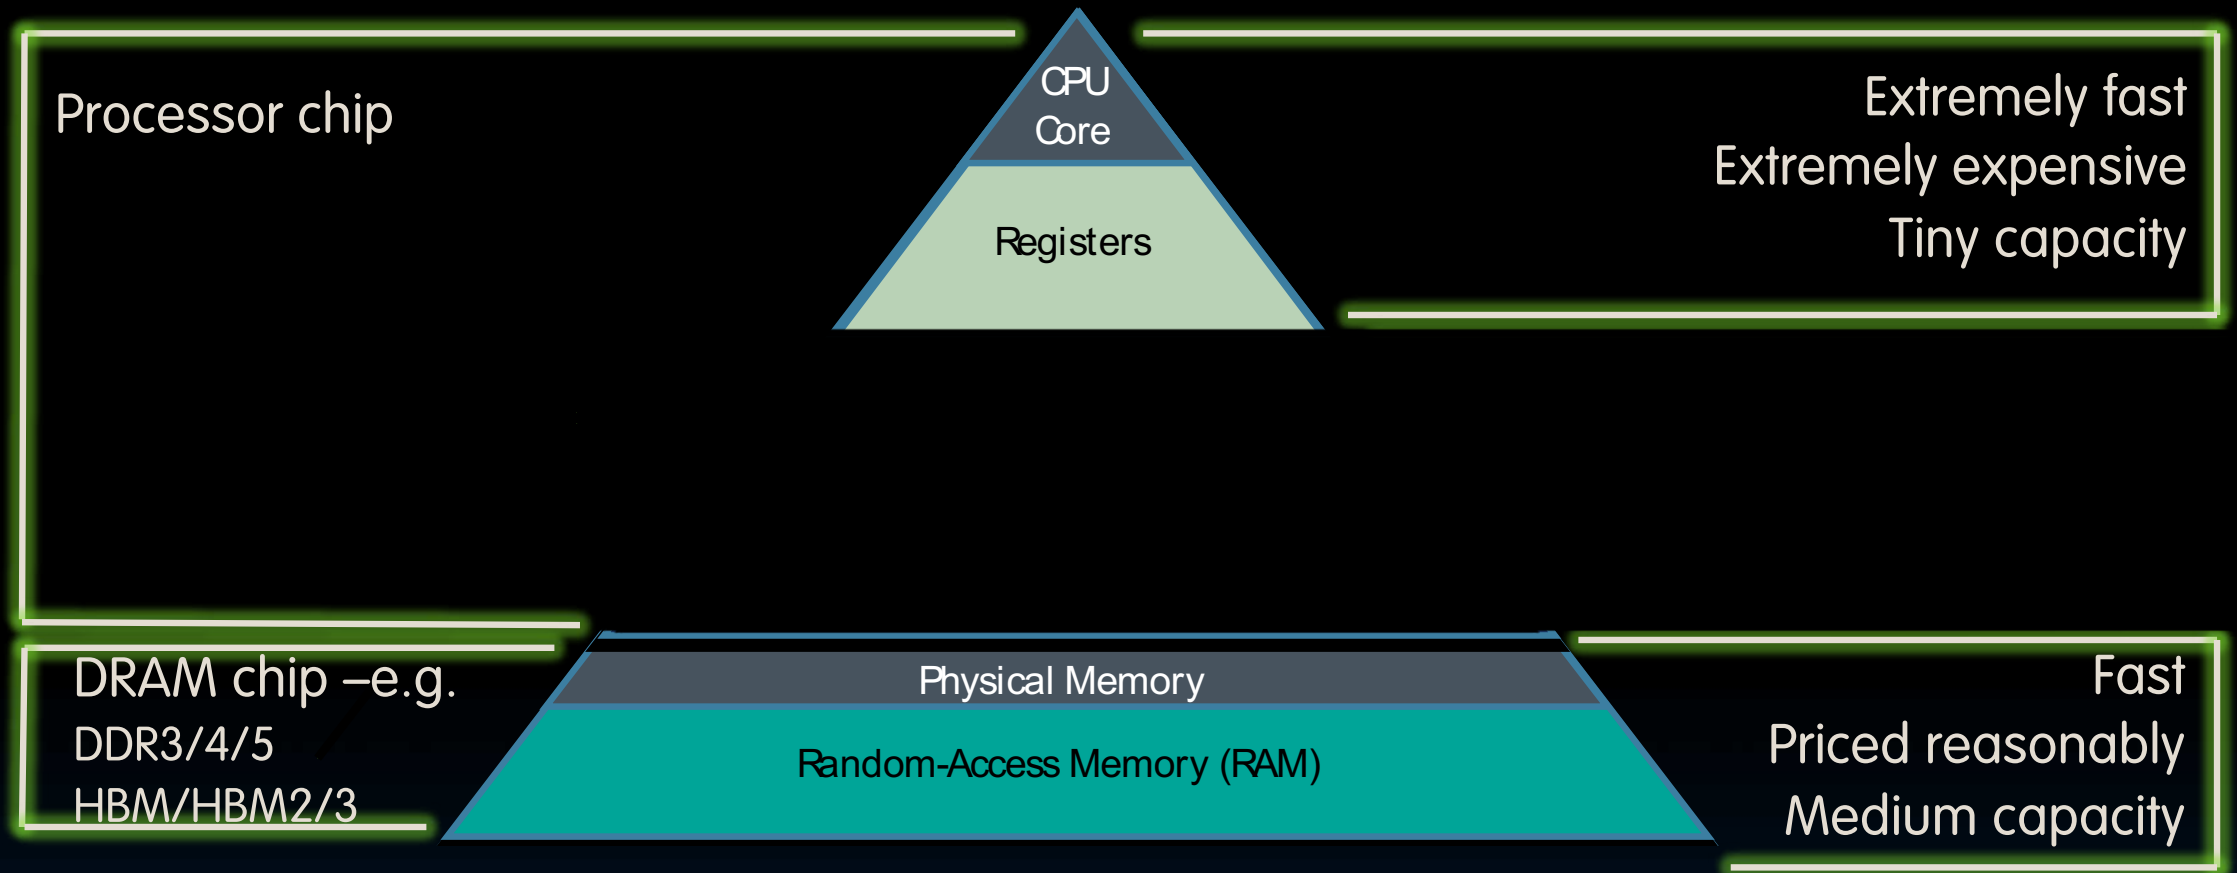 Processor chip
CPU
Core
Registers
Extremely fast
Extremely expensive
Tiny capacity
DRAM chip –e.g.
DDR3/4/5
HBM/HBM2/3
Physical Memory
Random-Access Memory (RAM)
Fast
Priced reasonably
Medium capacity